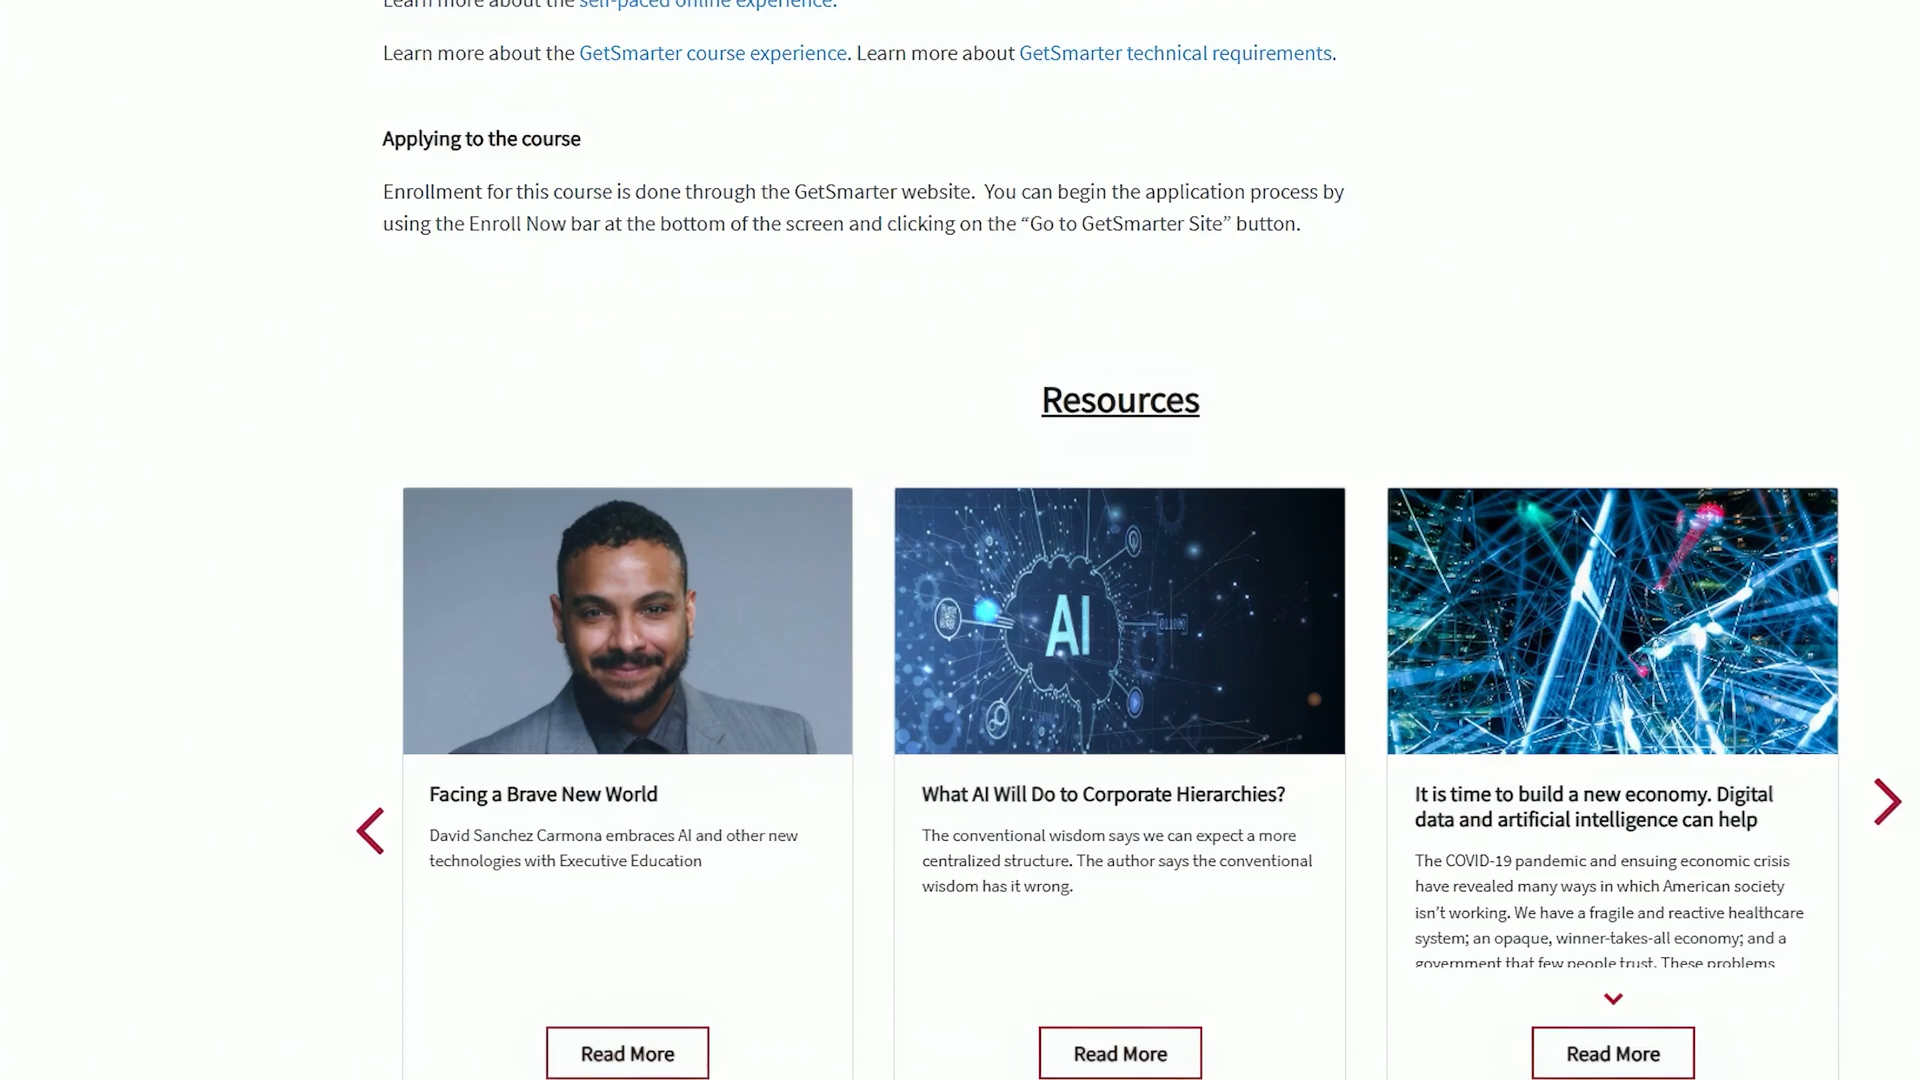 Learn more about the self-paced online experience.
Learn more about the GetSmarter course experience. Learn more about GetSmarter technical requirements.
Applying to the course
Enrollment for this course is done through the GetSmarter website.  You can begin the application process by
using the Enroll Now bar at the bottom of the screen and clicking on the “Go to GetSmarter Site” button.
Resources
AI
Facing a Brave New World
David Sanchez Carmona embraces AI and other new
technologies with Executive Education
Read More
What AI Will Do to Corporate Hierarchies?
The conventional wisdom says we can expect a more
centralized structure. The author says the conventional
wisdom has it wrong.
Read More
It is time to build a new economy. Digital
data and artificial intelligence can help
The COVID-19 pandemic and ensuing economic crisis
have revealed many ways in which American society
isn’t working. We have a fragile and reactive healthcare
system; an opaque, winner-takes-all economy; and a
government that few people trust. These problems
Read More